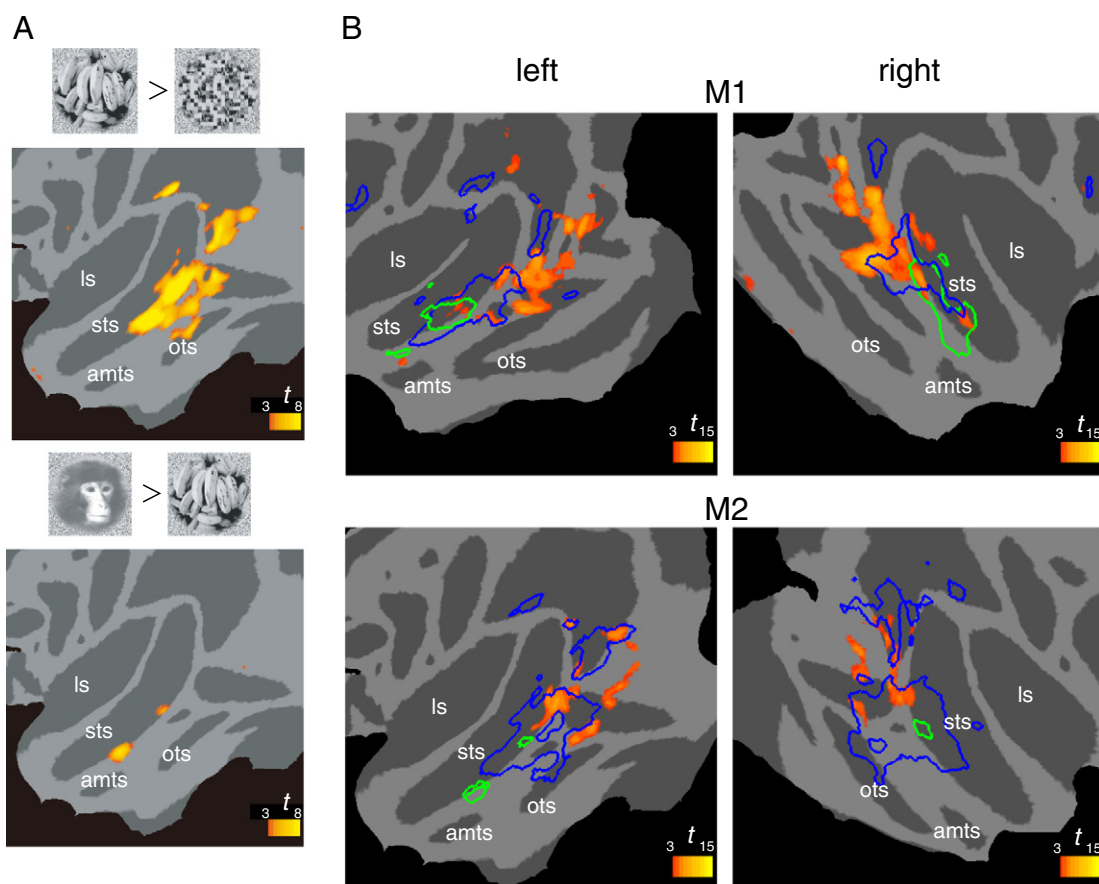 A
>
ls
sts
ots
amts
3 t 8
>
ls
sts
ots
amts
3 t 8
B
left right
M1
ls
sts
ots
amts
3 t 15
sts
ls
ots
amts
3 t 15
M2
ls
sts
ots
amts
3 t 15
ls
sts
ots
amts
3 t 15